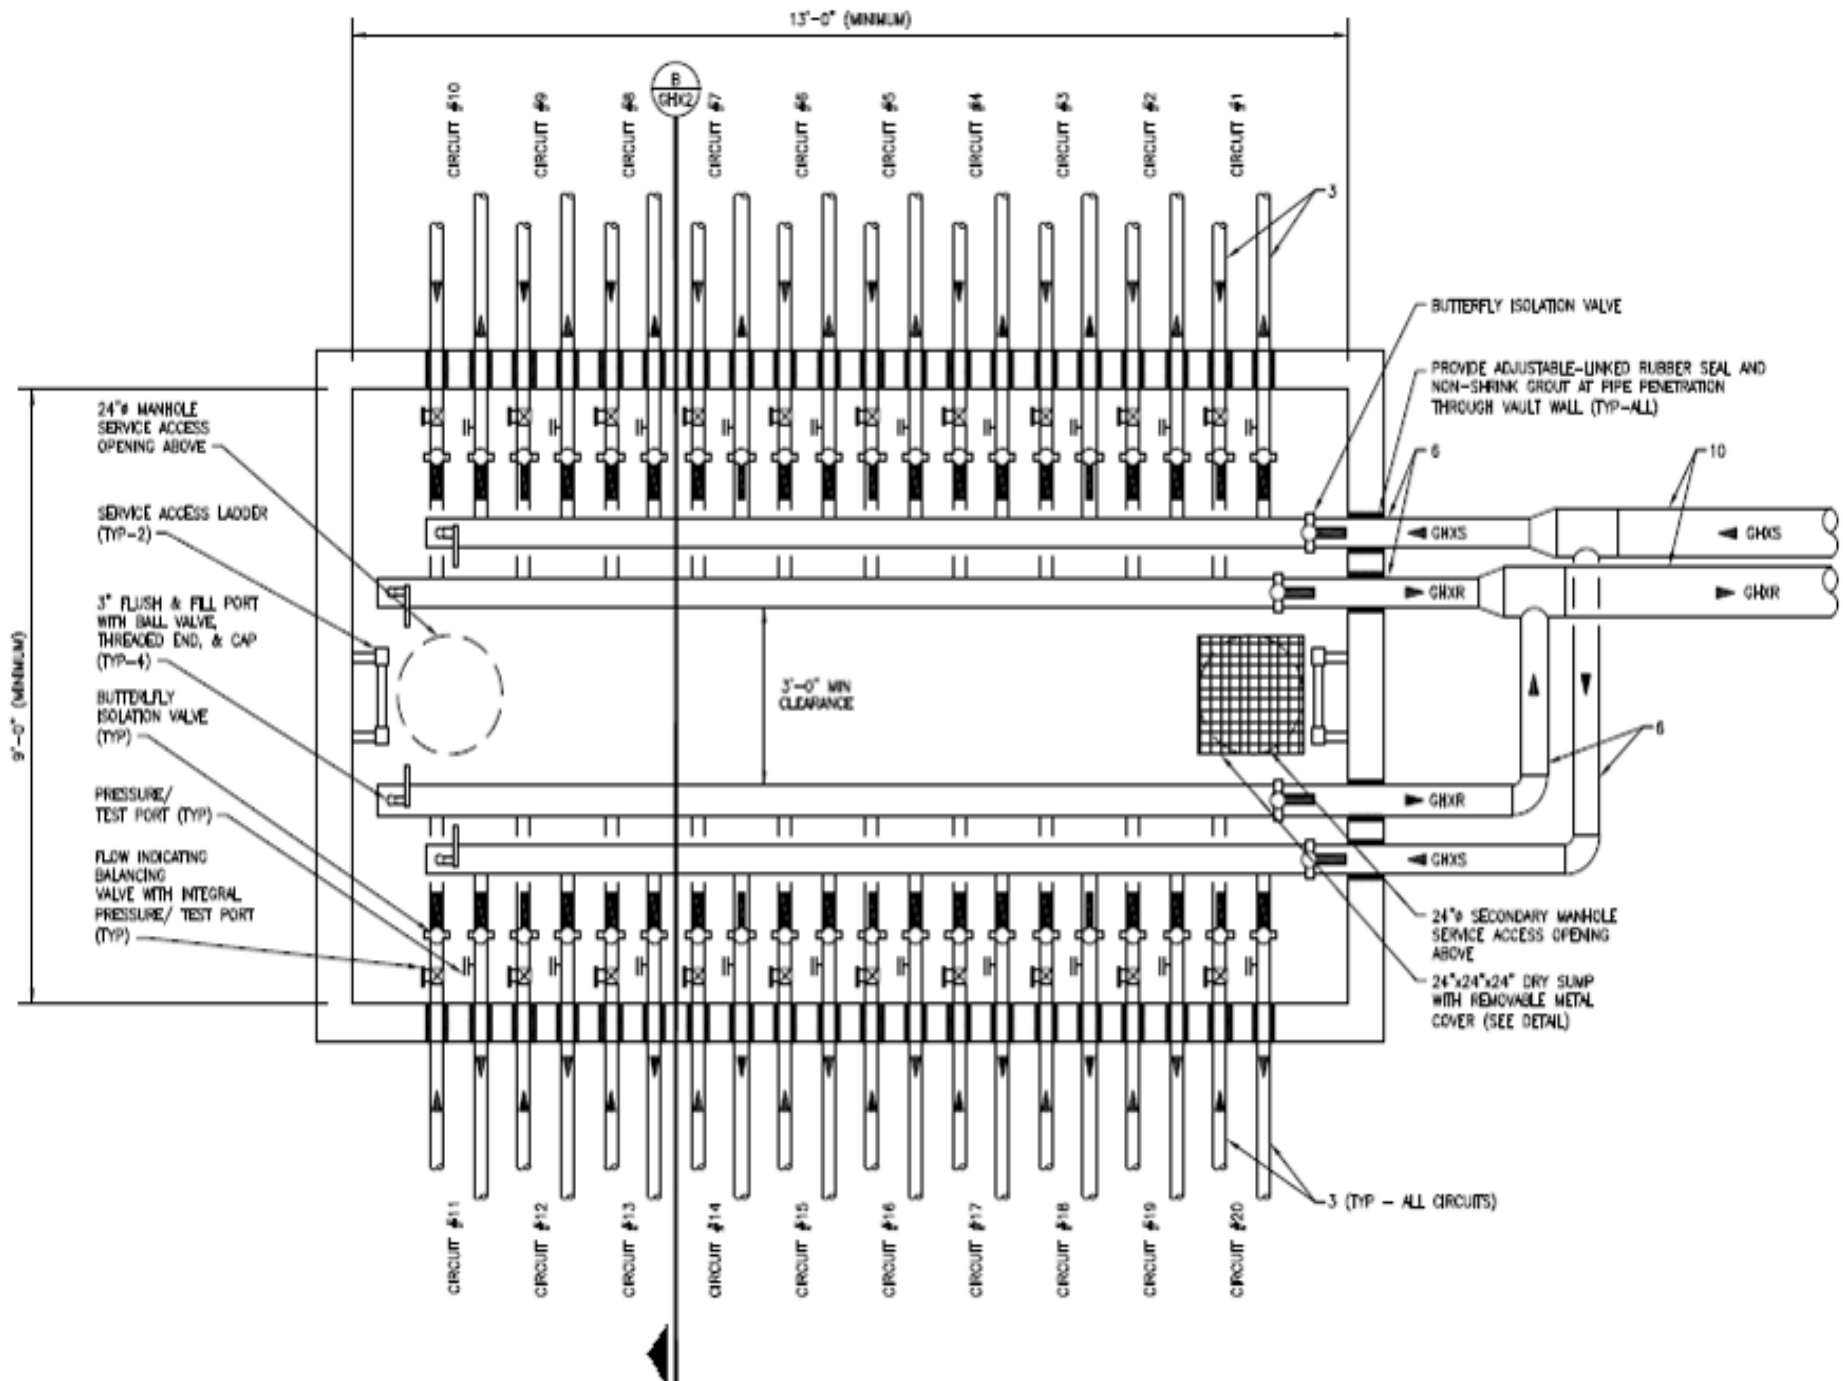 13'-0" (MINIMUM)
B
GHX2
CIRCUIT #10
CIRCUIT #9
CIRCUIT #8
CIRCUIT #7
CIRCUIT #6
CIRCUIT #5
CIRCUIT #4
CIRCUIT #3
CIRCUIT #2
CIRCUIT #1
3
BUTTERFLY ISOLATION VALVE
PROVIDE ADJUSTABLE-LINKED RUBBER SEAL AND
NON-SHRINK GROUT AT PIPE PENETRATION
THROUGH VAULT WALL (TYP-ALL)
6
10
GHXS
GHXS
GHXR
GHXR
24"ø MANHOLE
SERVICE ACCESS
OPENING ABOVE
SERVICE ACCESS LADDER
(TYP-2)
3" FLUSH & FILL PORT
WITH BALL VALVE,
THREADED END, & CAP
(TYP-4)
BUTTERLFLY
ISOLATION VALVE
(TYP)
PRESSURE/
TEST PORT (TYP)
FLOW INDICATING
BALANCING
VALVE WITH INTEGRAL
PRESSURE/ TEST PORT
(TYP)
9'-0" (MINIMUM)
3'-0" MIN
CLEARANCE
6
GHXR
GHXS
24"ø SECONDARY MANHOLE
SERVICE ACCESS OPENING
ABOVE
24"x24"x24" DRY SUMP
WITH REMOVABLE METAL
COVER (SEE DETAIL)
3 (TYP - ALL CIRCUITS)
CIRCUIT #11
CIRCUIT #12
CIRCUIT #13
CIRCUIT #14
CIRCUIT #15
CIRCUIT #16
CIRCUIT #17
CIRCUIT #18
CIRCUIT #19
CIRCUIT #20